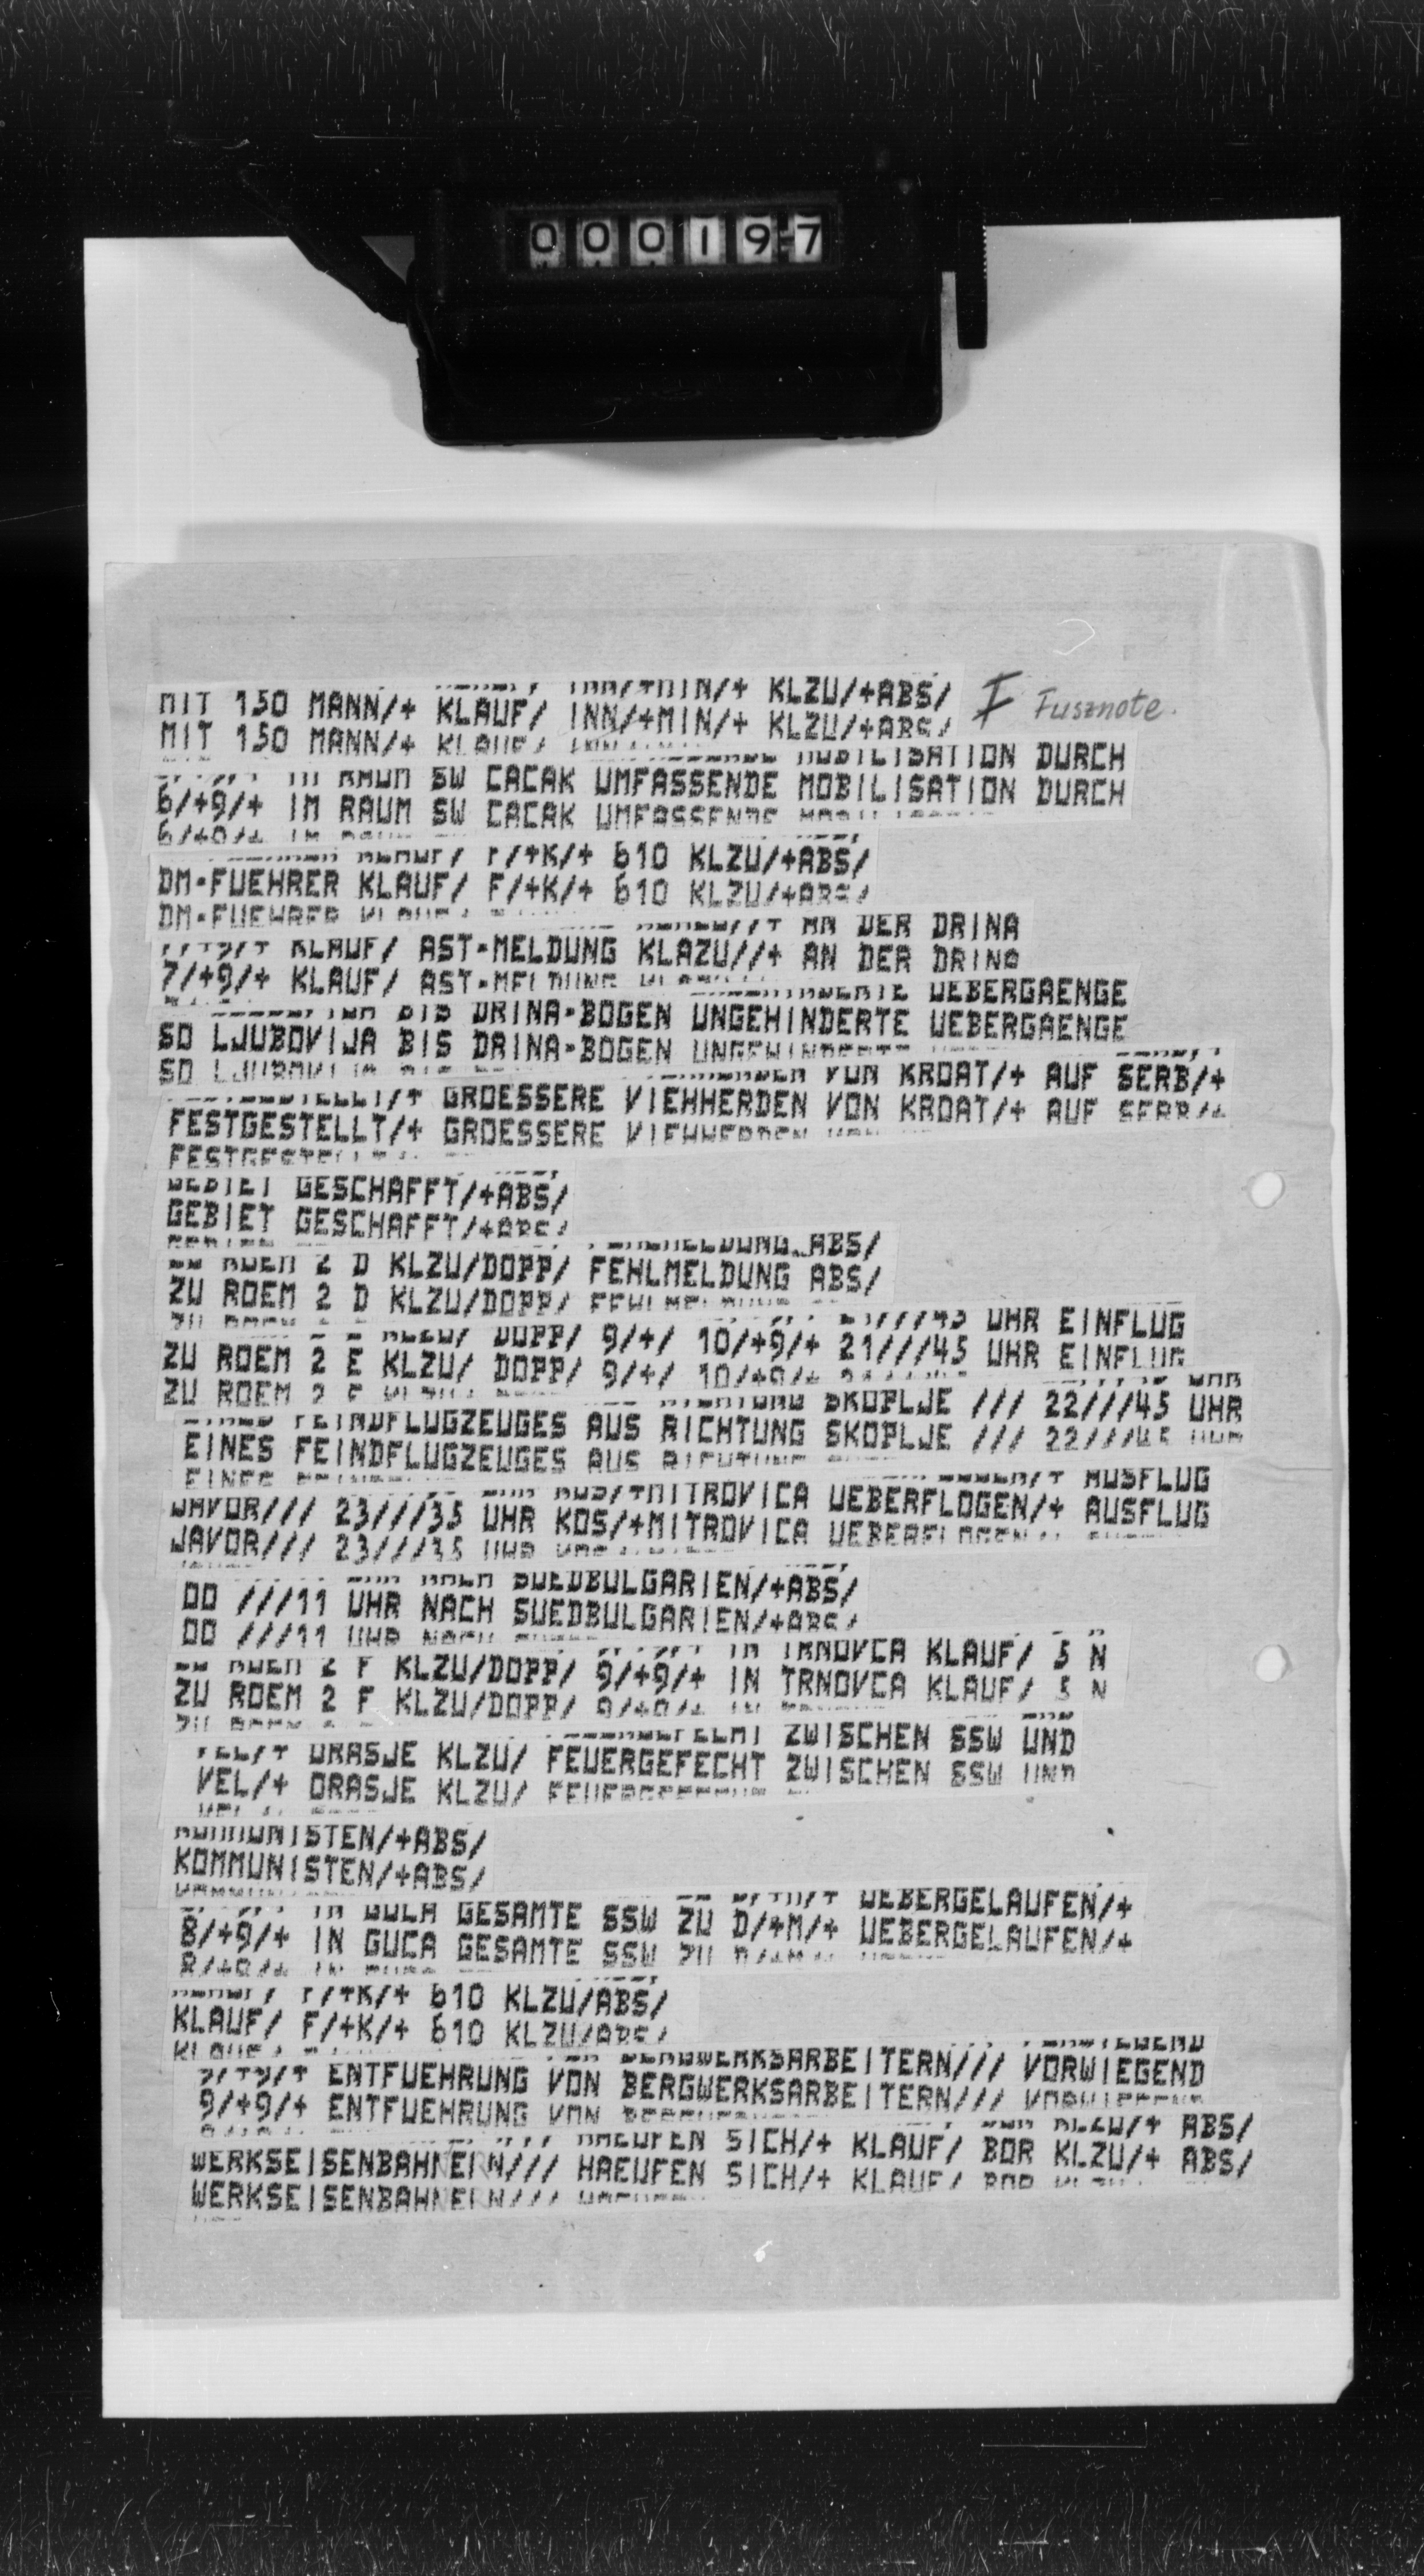 000197
MIT 150 MANN/+ KLAUF/ INN/+MIN/+ KLZU/+ABS/ Fusznote.
6/+9/+ IM RAUM SW CACAK UMFASSENDE MOBILISATION DURCH
DM-FUEHRER KLAUF/ F/+K/+ 610 KLZU/+ABS/
7/+9/+ KLAUF/ AST-MELDUNG KLAZU//+ AN DER DRINA
SO LJUBOVIJA BIS DRINA-BOGEN UNGEHINDERTE UEBERGAENGE
FESTGESTELLT/+ GROESSERE VIEHHERDEN VON KROAT/+ AUF SERB/+
GEBIET GESCHAFFT/+ABS/
ZU ROEM 2 D KLZU/DOPP/ FEHLMELDUNG ABS/
ZU ROEM 2 E KLZU/ DOPP/ 9/+/ 10/+9/+ 21///45 UHR EINFLUG
EINES FEINDFLUGZEUGES AUS RICHTUNG SKOPLJE /// 22///45 UHR
JAVOR/// 23///35 UHR KOS/+MITROVICA UEBERFLOGEN/+ AUSFLUG
OO ///11 UHR NACH SUEDBULGARIEN/+ABS/
ZU ROEM 2 F KLZU/DOPP/ 9/+9/+ IN TRNOVCA KLAUF/ 5 N
VEL/+ ORASJE KLZU/ FEUERGEFECHT ZWISCHEN SSW UND
KOMMUNISTEN/+ABS/
8/+9/+ IN GUCA GESAMTE SSW ZU D/+M/+ UEBERGELAUFEN/+
KLAUF/ F/+K/+ 610 KLZU/ABS/
9/+9/+ ENTFUEHRUNG VON BERGWERKSARBEITERN/// VORWIEGEND
WERKSEISENBAHNERN/// HAEUFEN SICH/+ KLAUF/ BOR KLZU/+ ABS/